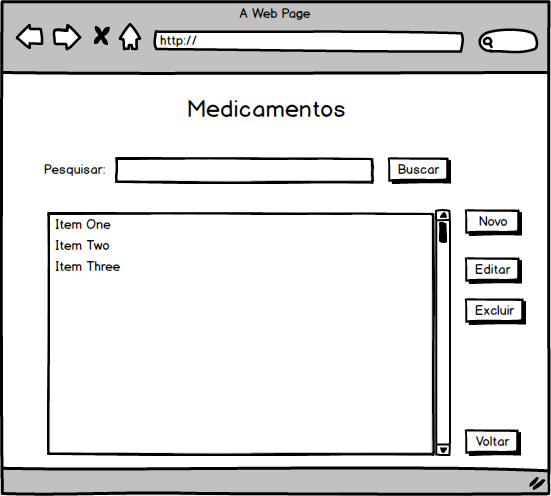 A Web Page
http://
Medicamentos
Pesquisar:
Buscar
Item One
Item Two
Item Three
Novo
Editar
Excluir
Voltar